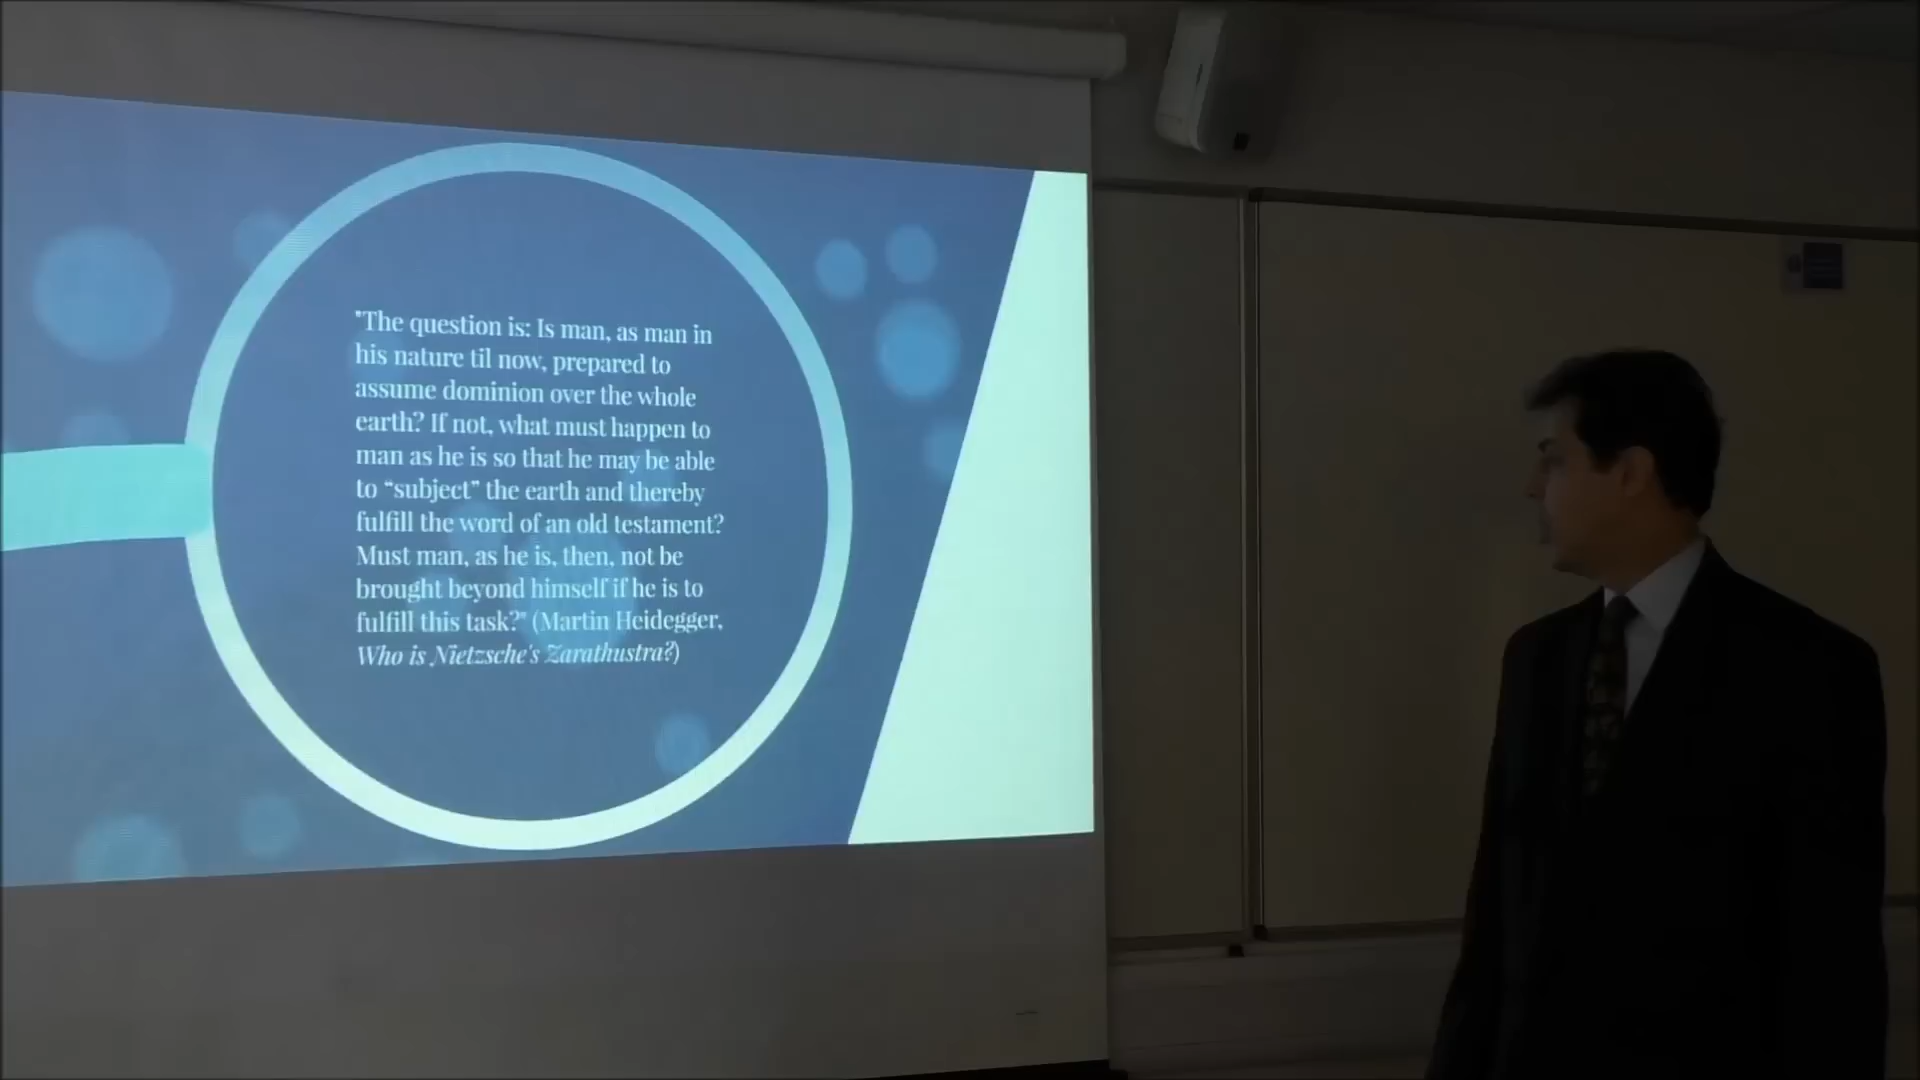 "The question is: Is man, as man in
his nature til now, prepared to
assume dominion over the whole
earth? If not, what must happen to
man as he is so that he may be able
to “subject” the earth and thereby
fulfill the word of an old testament?
Must man, as he is, then, not be
brought beyond himself if he is to
fulfill this task?" (Martin Heidegger,
Who is Nietzsche's Zarathustra?)